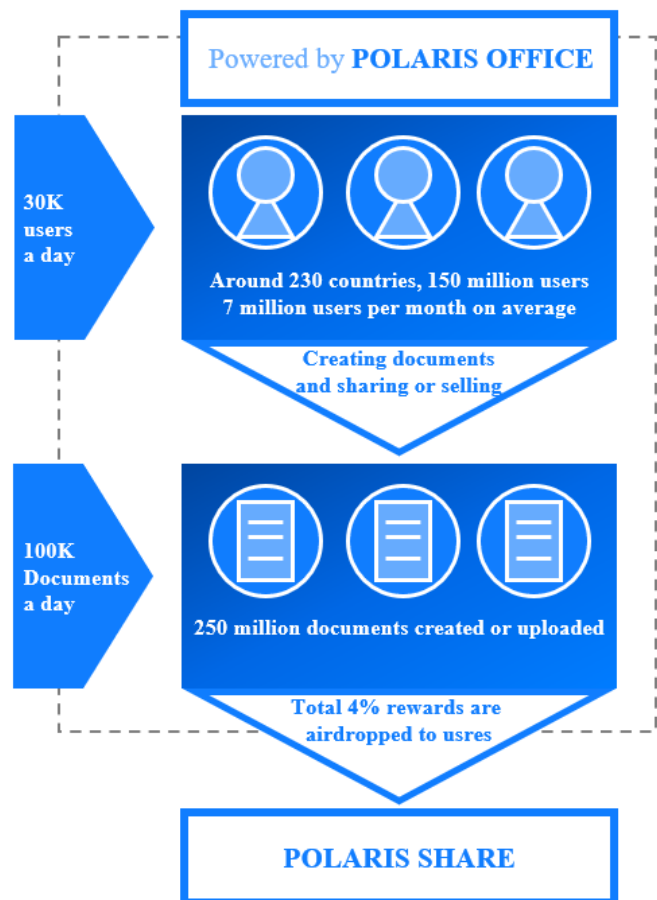 Powered by POLARIS OFFICE
30K
users
a day
Around 230 countries, 150 million users
7 million users per month on average
Creating documents
and sharing or selling
100K
Documents
a day
250 million documents created or uploaded
Total 4% rewards are
airdropped to usres
POLARIS SHARE